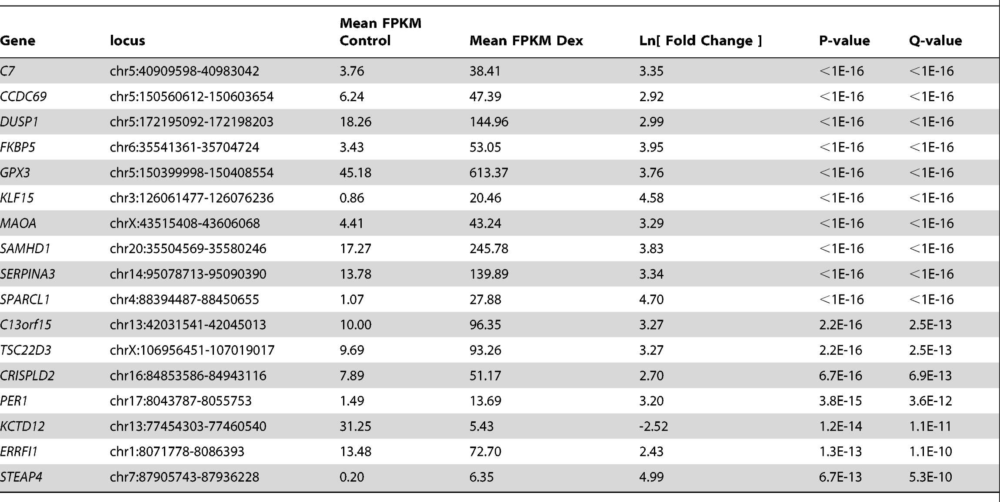 Mean FPKM
Gene locus Control Mean FPKM Dex Ln[ Fold Change ] P-value Q-value
C7 chr5:40909598-40983042 3.76 38.41 3.35 <1E-16 <1E-16
CCDC69 chr5:150560612-150603654 6.24 47.39 2.92 <1E-16 <1E-16
DUSP1 chr5:172195092-172198203 18.26 144.96 2.99 <1E-16 <1E-16
FKBP5 chr6:35541361-35704724 3.43 53.05 3.95 <1E-16 <1E-16
GPX3 chr5:150399998-150408554 45.18 613.37 3.76 <1E-16 <1E-16
KLF15 chr3:126061477-126076236 0.86 20.46 4.58 <1E-16 <1E-16
MAOA chrX:43515408-43606068 4.41 43.24 3.29 <1E-16 <1E-16
SAMHD1 chr20:35504569-35580246 17.27 245.78 3.83 <1E-16 <1E-16
SERPINA3 chr14:95078713-95090390 13.78 139.89 3.34 <1E-16 <1E-16
SPARCL1 chr4:88394487-88450655 1.07 27.88 4.70 <1E-16 <1E-16
C13orf15 chr13:42031541-42045013 10.00 96.35 3.27 2.2E-16 2.5E-13
TSC22D3 chrX:106956451-107019017 9.69 93.26 3.27 2.2E-16 2.5E-13
CRISPLD2 chr16:84853586-84943116 7.89 51.17 2.70 6.7E-16 6.9E-13
PER1 chr17:8043787-8055753 1.49 13.69 3.20 3.8E-15 3.6E-12
KCTD12 chr13:77454303-77460540 31.25 5.43 -2.52 1.2E-14 1.1E-11
ERRFI1 chr1:8071778-8086393 13.48 72.70 2.43 1.3E-13 1.1E-10
STEAP4 chr7:87905743-87936228 0.20 6.35 4.99 6.7E-13 5.3E-10